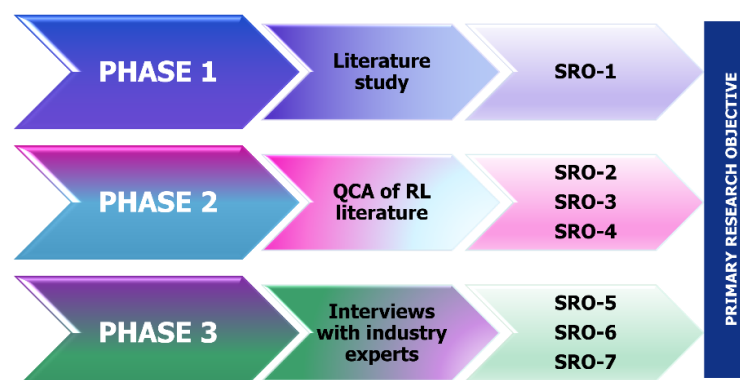 PHASE 1
Literature
study
SRO-1
PHASE 2
QCA of RL
literature
SRO-2
SRO-3
SRO-4
PHASE 3
Interviews
with industry
experts
SRO-5
SRO-6
SRO-7
PRIMARY RESEARCH OBJECTIVE